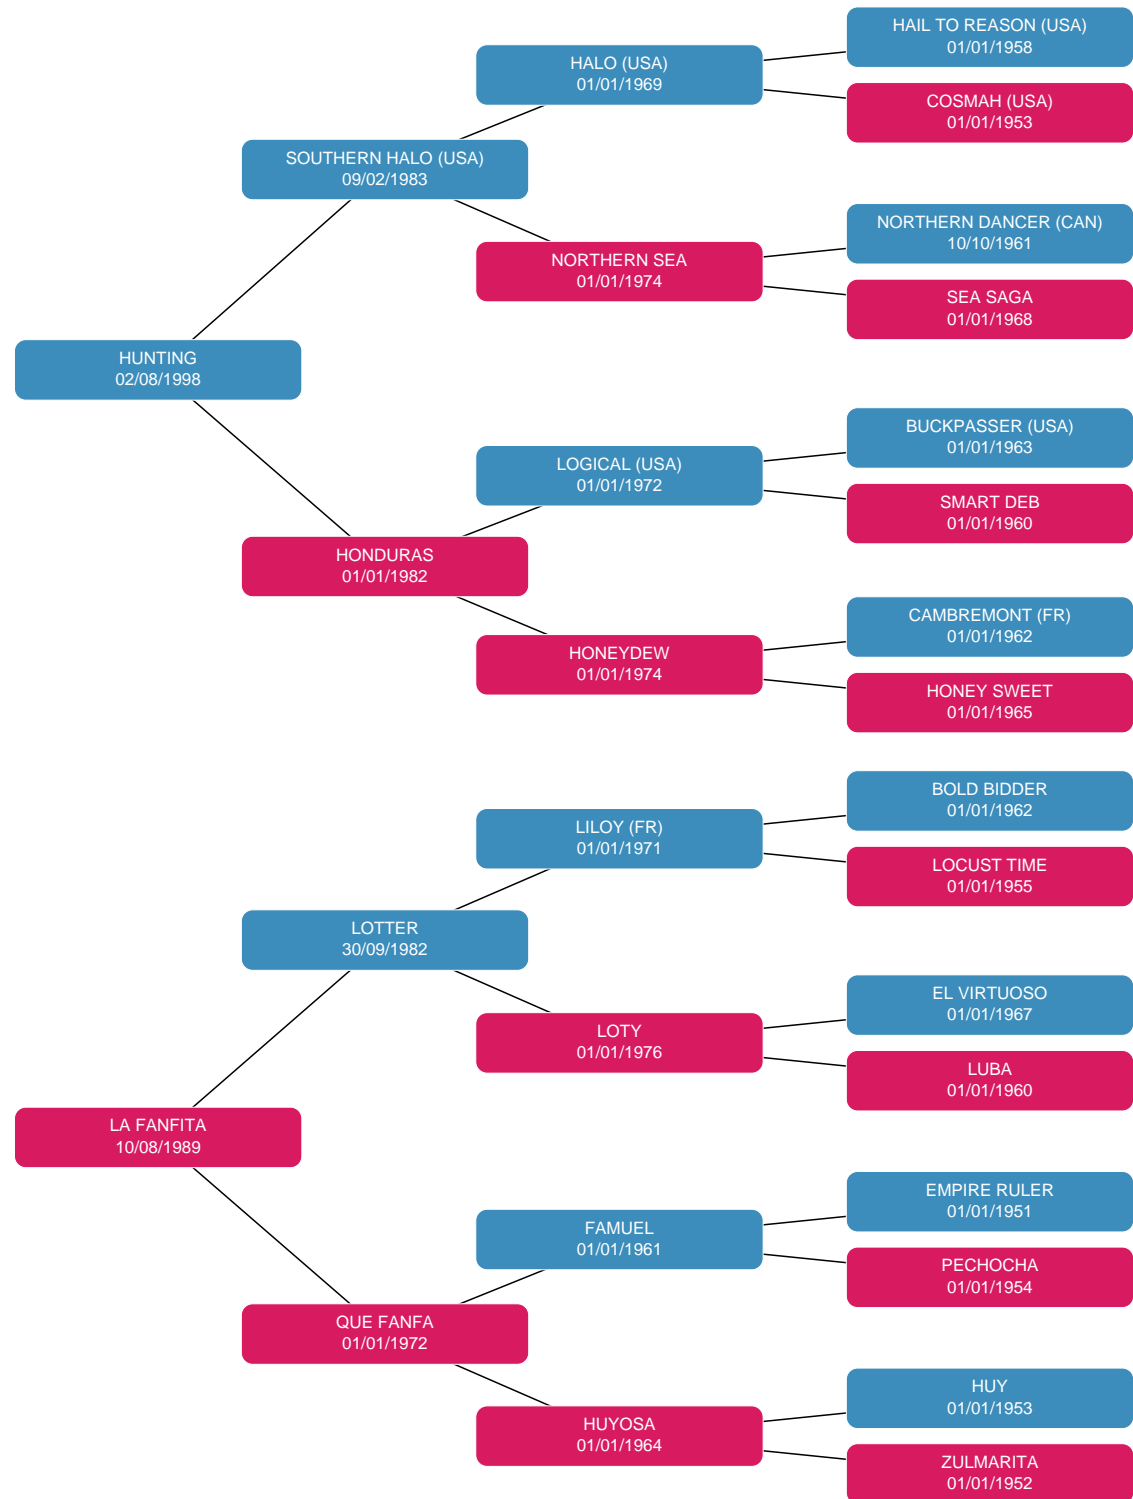 HAIL TO REASON (USA)
01/01/1958
HALO (USA)
01/01/1969
COSMAH (USA)
01/01/1953
SOUTHERN HALO (USA)
09/02/1983
NORTHERN DANCER (CAN)
10/10/1961
NORTHERN SEA
01/01/1974
SEA SAGA
01/01/1968
HUNTING
02/08/1998
BUCKPASSER (USA)
01/01/1963
LOGICAL (USA)
01/01/1972
SMART DEB
01/01/1960
HONDURAS
01/01/1982
CAMBREMONT (FR)
01/01/1962
HONEYDEW
01/01/1974
HONEY SWEET
01/01/1965
BOLD BIDDER
01/01/1962
LILOY (FR)
01/01/1971
LOCUST TIME
01/01/1955
LOTTER
30/09/1982
EL VIRTUOSO
01/01/1967
LOTY
01/01/1976
LUBA
01/01/1960
LA FANFITA
10/08/1989
EMPIRE RULER
01/01/1951
FAMUEL
01/01/1961
PECHOCHA
01/01/1954
QUE FANFA
01/01/1972
HUY
01/01/1953
HUYOSA
01/01/1964
ZULMARITA
01/01/1952